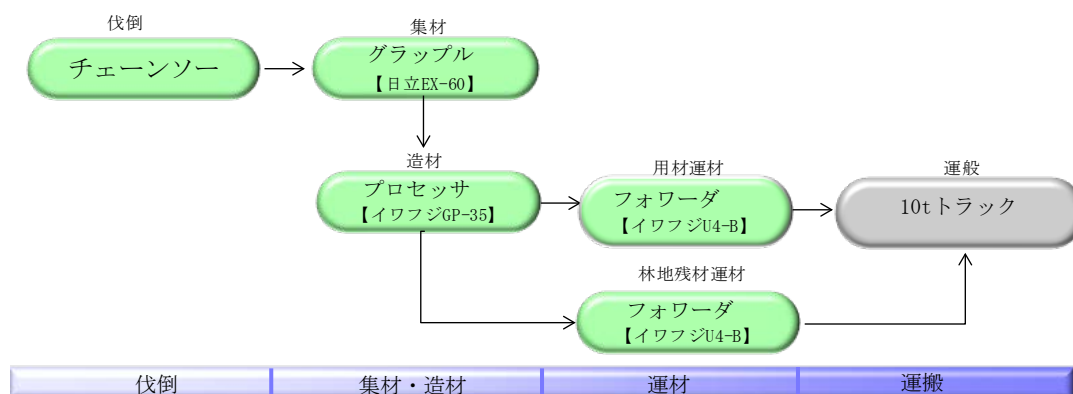 伐倒
チェーンソー
集材
グラップル
【日立EX-60】
造材
プロセッサ
【イワフジGP-35】
用材運材
フォワーダ
【イワフジU4-B】
運般
10tトラック
林地残材運材
フォワーダ
【イワフジU4-B】
伐倒
集材・造材
運材
運搬